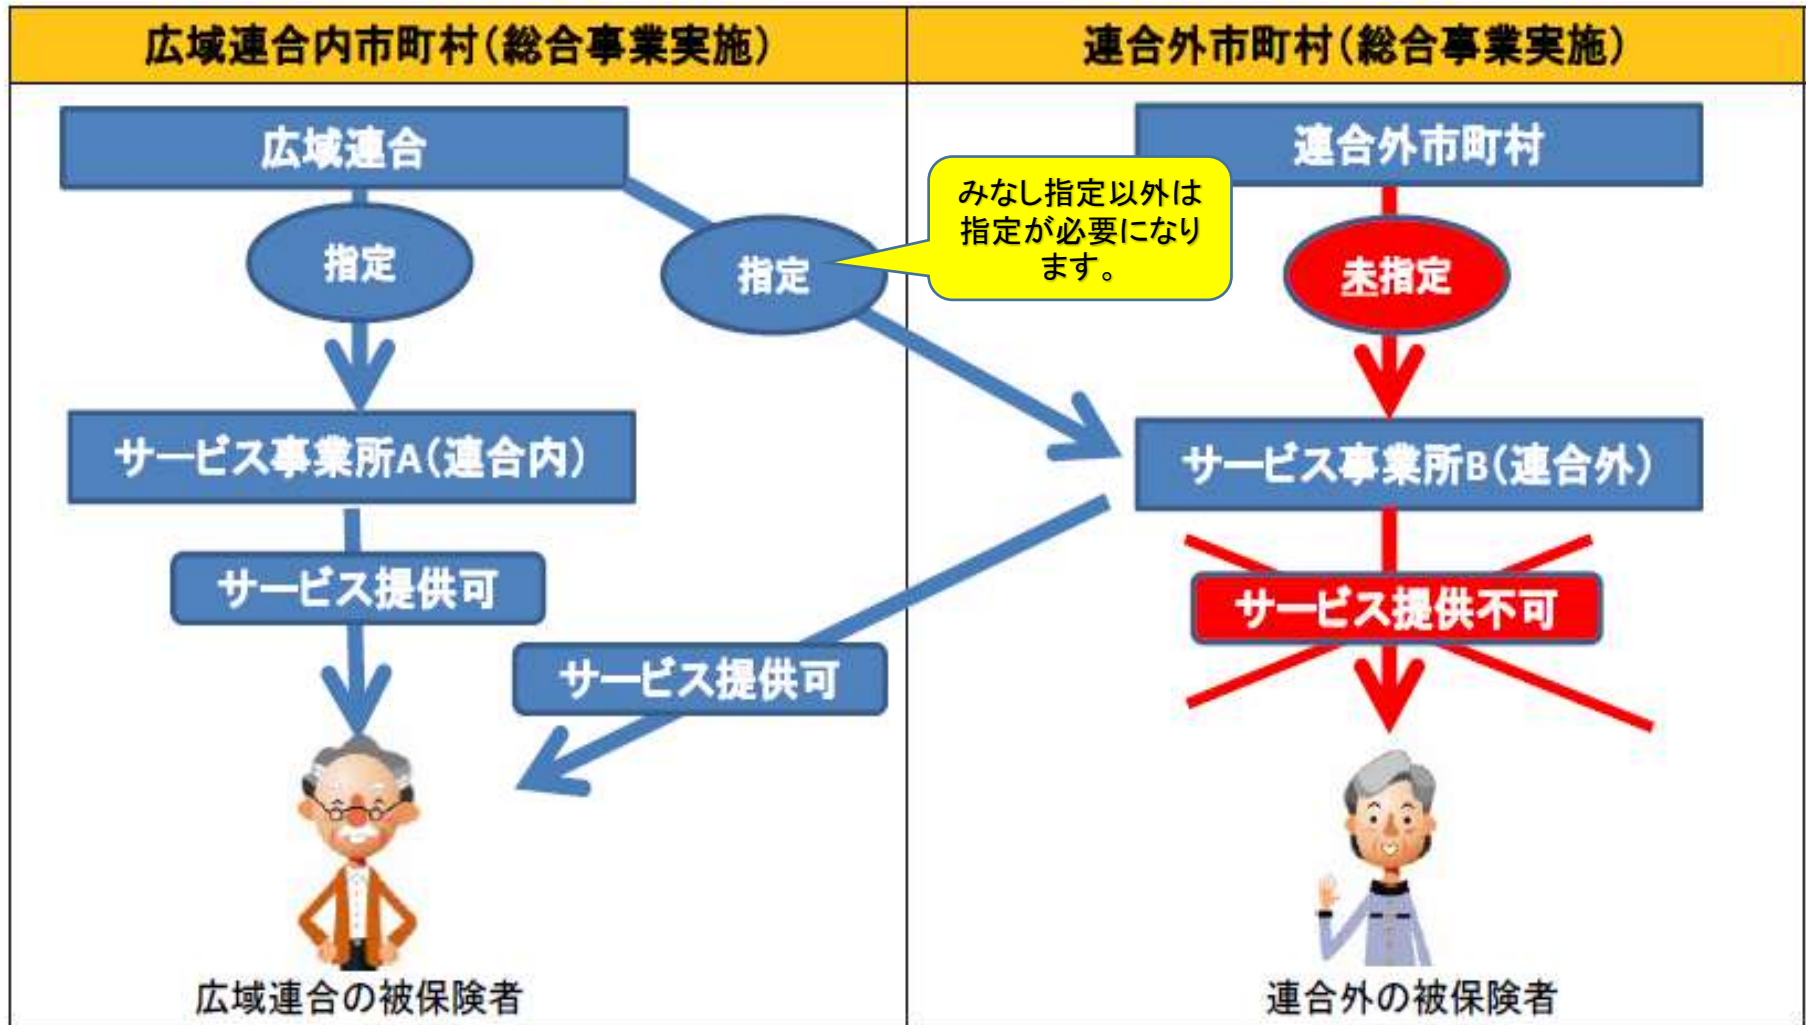 広域連合内市町村(総合事業実施)
連合外市町村(総合事業実施)
広域連合
連合外市町村
みなし指定以外は
指定が必要になり
ます。
指定
指定
未指定
サービス事業所A(連合内)
サービス事業所B(連合外)
サービス提供可
サービス提供可
サービス提供不可
広域連合の被保険者
連合外の被保険者